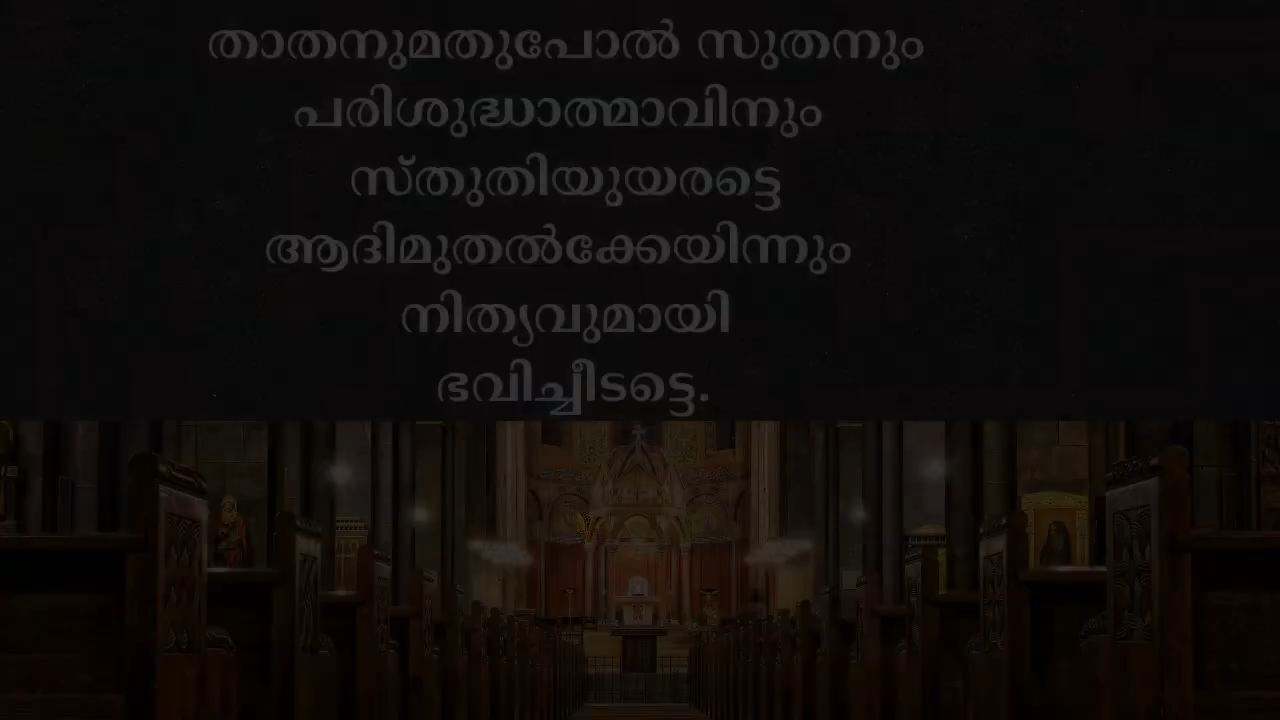 താതനുമതുപോൽ സുതനും
പരിശുദ്ധാത്മാവിനും
സ്തുതിയുയരട്ടെ
ആദിമുതൽക്കേയിന്നും
നിത്യവുമായി
ഭവിച്ചീടട്ടെ.